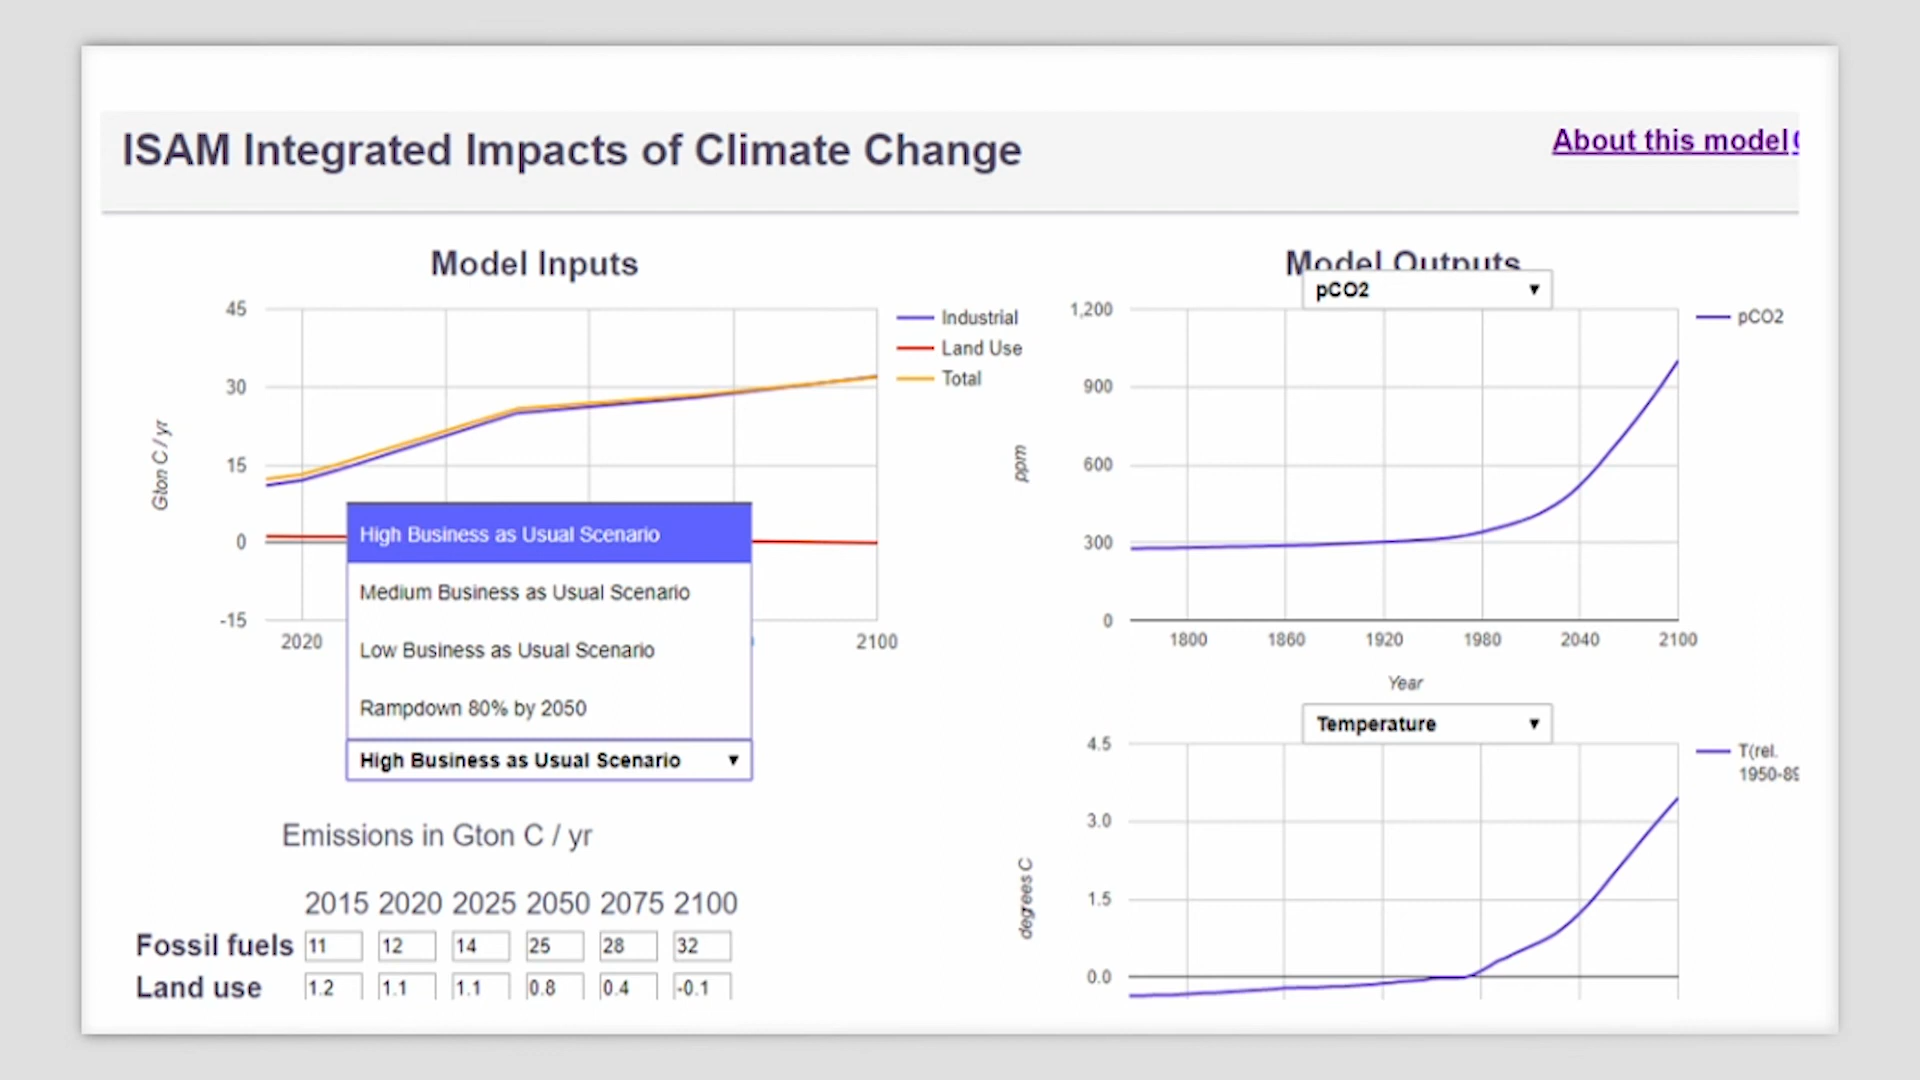 ISAM Integrated Impacts of Climate Change
About this model
Model Inputs
45
30
15
0
-15
Gton C / yr
2020
2100
Industrial
Land Use
Total
High Business as Usual Scenario
Medium Business as Usual Scenario
Low Business as Usual Scenario
Rampdown 80% by 2050
High Business as Usual Scenario ▼
Emissions in Gton C / yr
2015 2020 2025 2050 2075 2100
Fossil fuels 11 12 14 25 28 32
Land use 1.2 1.1 1.1 0.8 0.4 -0.1
Model Outputs
pCO2 ▼
1,200
900
600
300
0
ppm
1800 1860 1920 1980 2040 2100
Year
pCO2
Temperature ▼
4.5
3.0
1.5
0.0
degrees C
T(rel.
1950-89